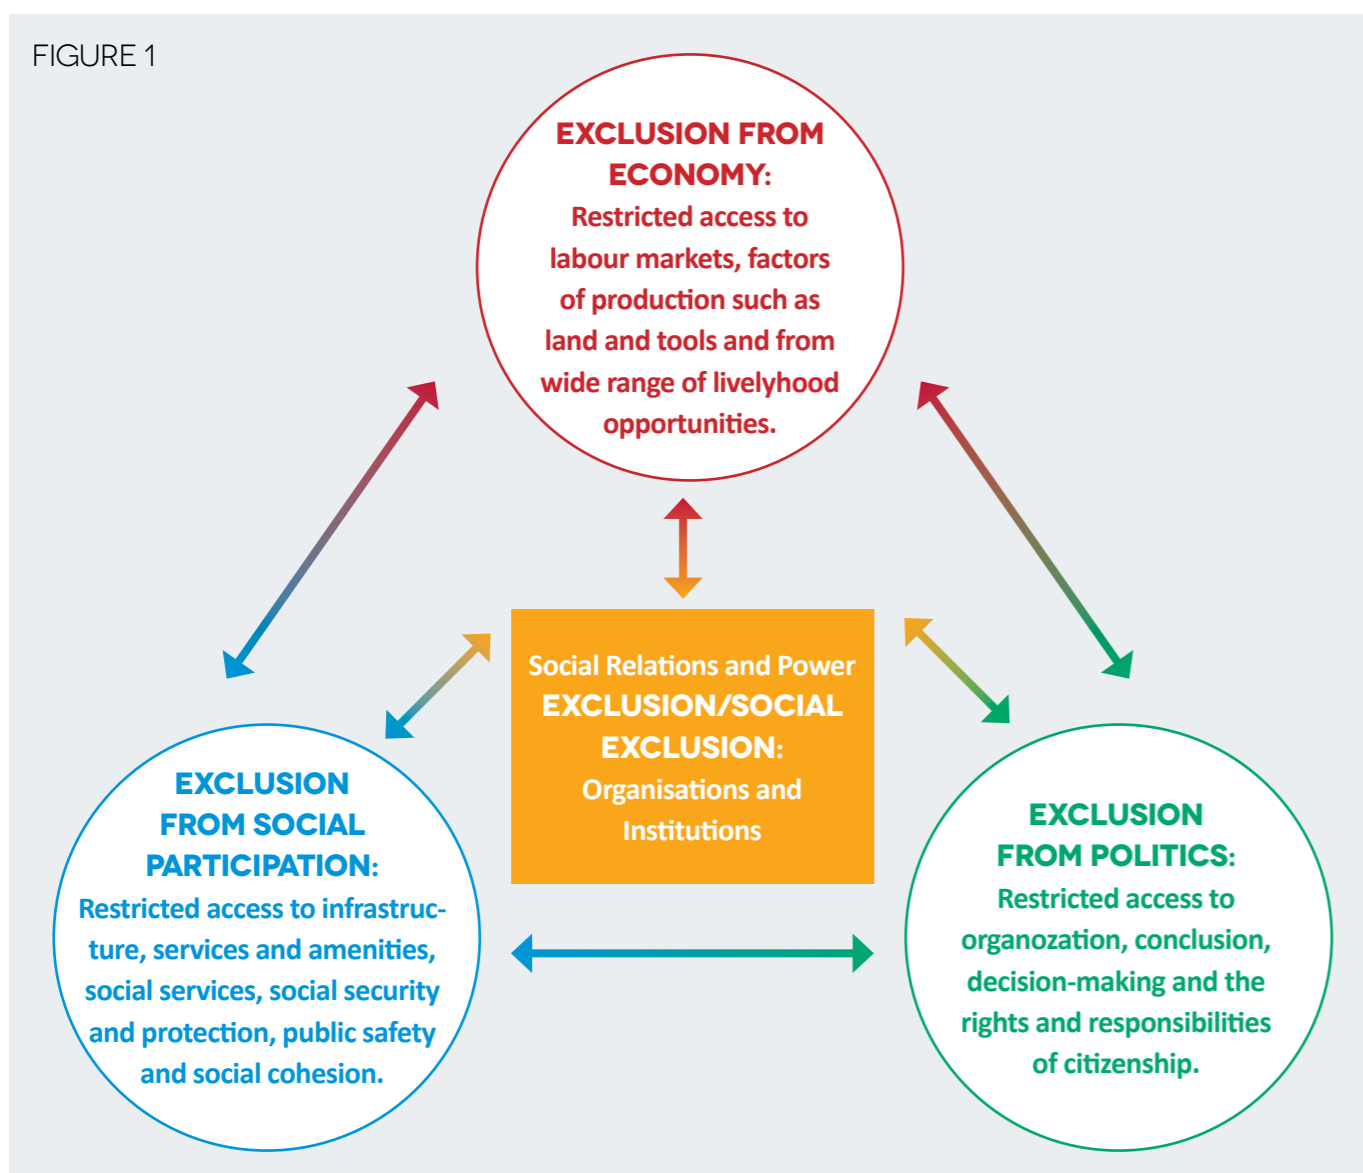 FIGURE 1
EXCLUSION FROM
ECONOMY:
Restricted access to
labour markets, factors
of production such as
land and tools and from
wide range of livelyhood
opportunities.
Social Relations and Power
EXCLUSION/SOCIAL
EXCLUSION:
Organisations and
Institutions
EXCLUSION
FROM SOCIAL
PARTICIPATION:
Restricted access to infrastruc-
ture, services and amenities,
social services, social security
and protection, public safety
and social cohesion.
EXCLUSION
FROM POLITICS:
Restricted access to
organozation, conclusion,
decision-making and the
rights and responsibilities
of citizenship.